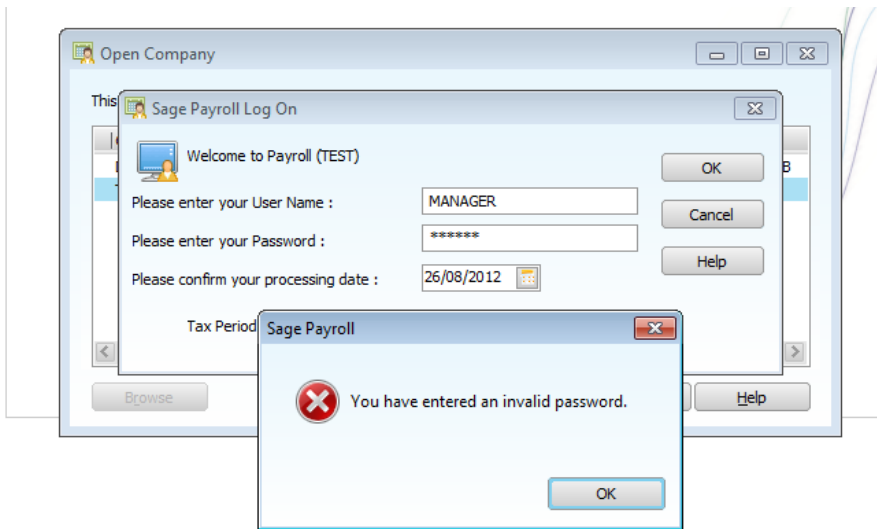 Open Company
This
Sage Payroll Log On
Welcome to Payroll (TEST)
OK
B
Please enter your User Name :
MANAGER
Cancel
Please enter your Password :
******
Help
Please confirm your processing date :
26/08/2012
Tax Period
Sage Payroll
You have entered an invalid password.
OK
Browse
Help